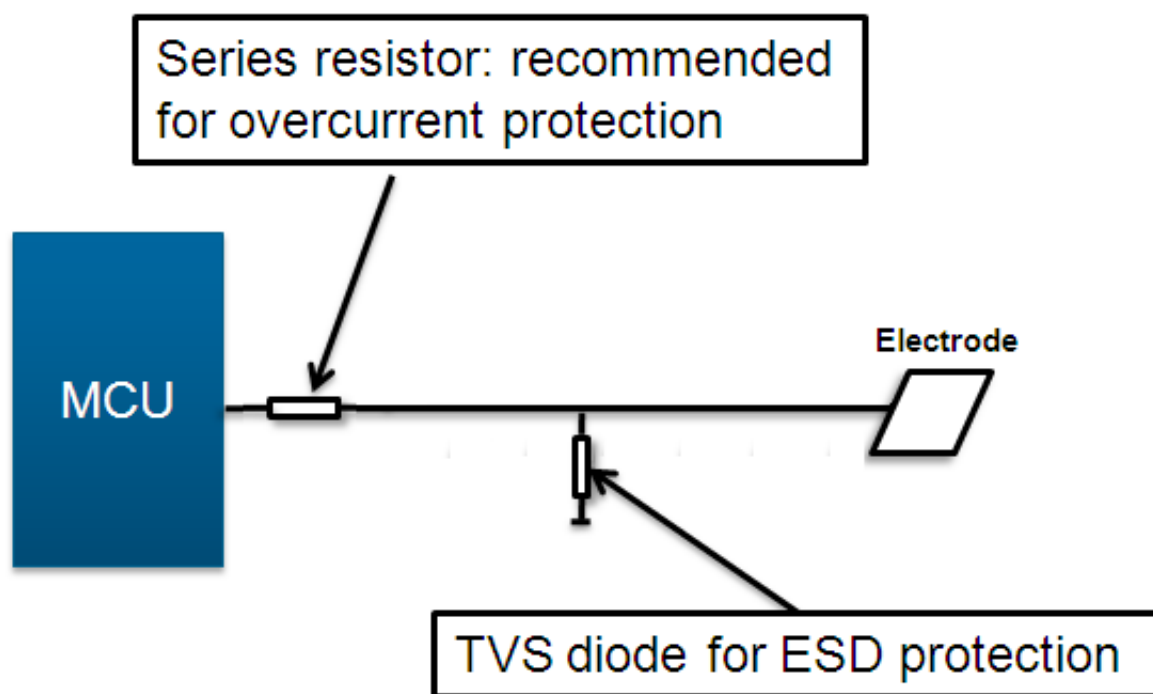 Series resistor: recommended
for overcurrent protection
Electrode
MCU
TVS diode for ESD protection